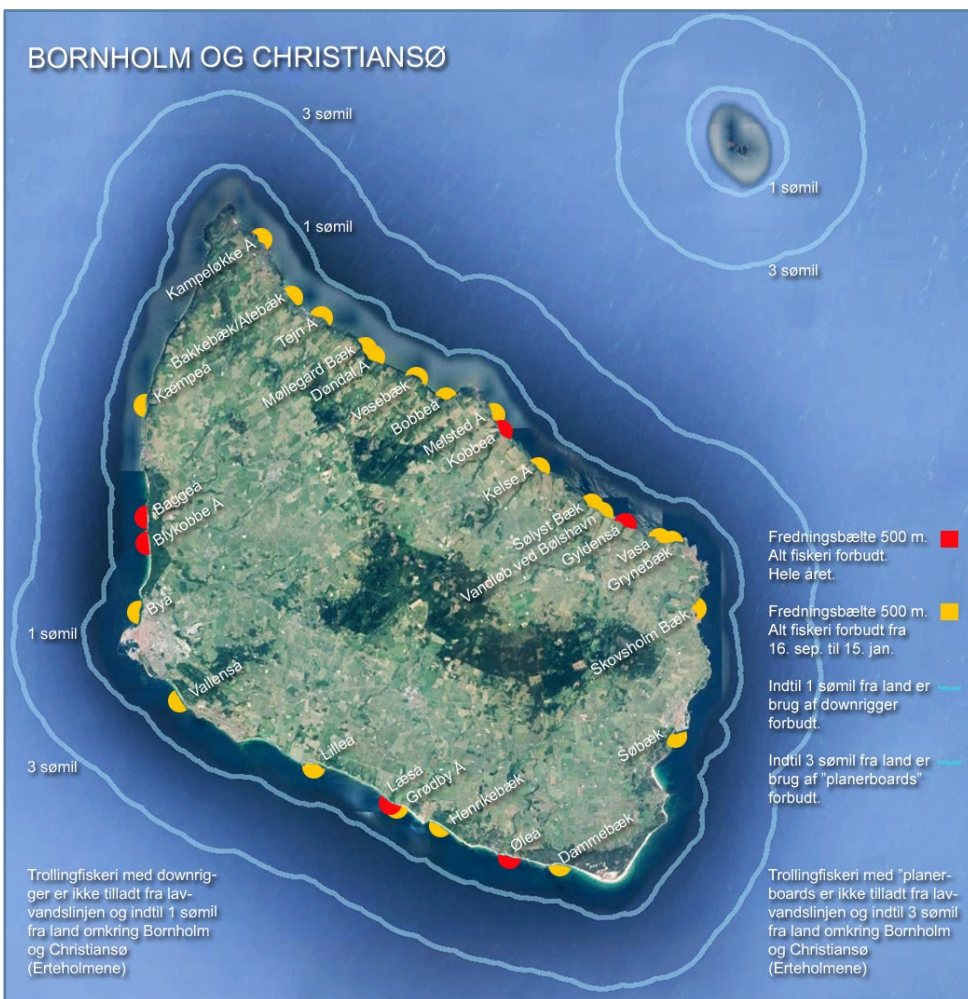 BORNHOLM OG CHRISTIANSØ
3 sømil
1 sømil
1 sømil
3 sømil
Kampeløkke Å
Bakkebæk/Alebæk
Tejn Å
Møllegård Bæk
Døndal Å
Vasebæk
Bobbeå
Melsted Å
Kobbeå
Kelse Å
Sølyst Bæk
Vandløb ved Bølshavn
Gyldenså
Vaså
Grynebæk
Kæmpeå
Baggeå
Blykobbe Å
Byå
Vallenså
Lilleå
Læså
Grødby Å
Henrikebæk
Øleå
Dammebæk
Søbæk
Skovsholm Bæk
1 sømil
3 sømil
Fredningsbælte 500 m.
Alt fiskeri forbudt.
Hele året.
Fredningsbælte 500 m.
Alt fiskeri forbudt fra
16. sep. til 15. jan.
Indtil 1 sømil fra land er
brug af downrigger
forbudt.
Indtil 3 sømil fra land er
brug af "planerboards"
forbudt.
Trollingfiskeri med downrig-
ger er ikke tilladt fra lav-
vandslinjen og indtil 1 sømil
fra land omkring Bornholm
og Christiansø
(Erteholmene)
Trollingfiskeri med "planer-
boards er ikke tilladt fra lav-
vandslinjen og indtil 3 sømil
fra land omkring Bornholm
og Christiansø
(Erteholmene)